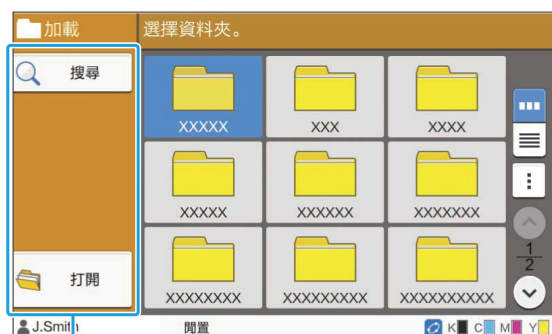 加載
選擇資料夾。
搜尋
打開
XXXXX
XXX
XXXX
XXXXX
XXXXXX
XXXXXXX
XXXXXXXX
XXXXXXXXX
XXXXXXXXXX
1
2
J.Smith
閒置
K C M Y